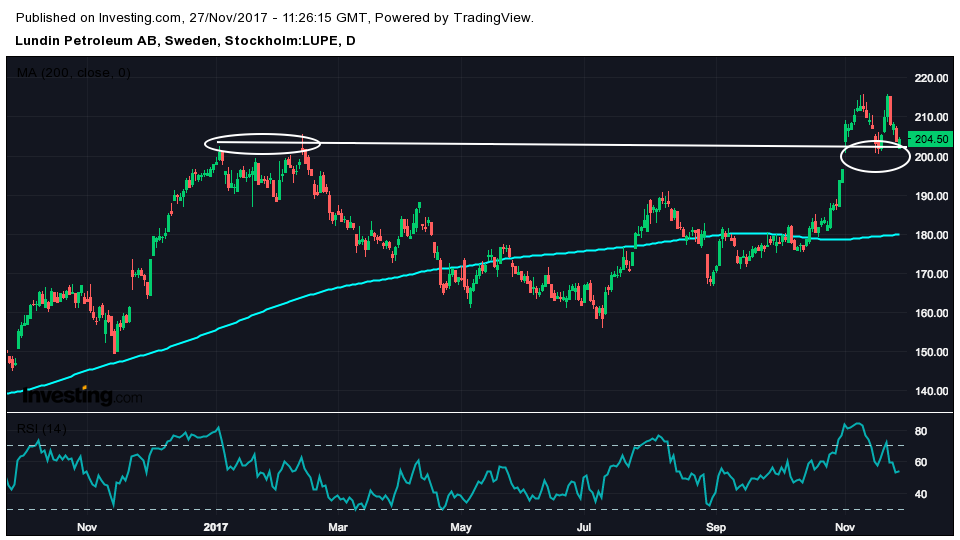 Published on Investing.com, 27/Nov/2017 - 11:26:15 GMT, Powered by TradingView.
Lundin Petroleum AB, Sweden, Stockholm:LUPE, D
MA (200, close, 0)
220.00
210.00
204.50
200.00
190.00
180.00
170.00
160.00
150.00
140.00
Investing.com
RSI (14)
80
60
40
Nov 2017 Mar May Jul Sep Nov